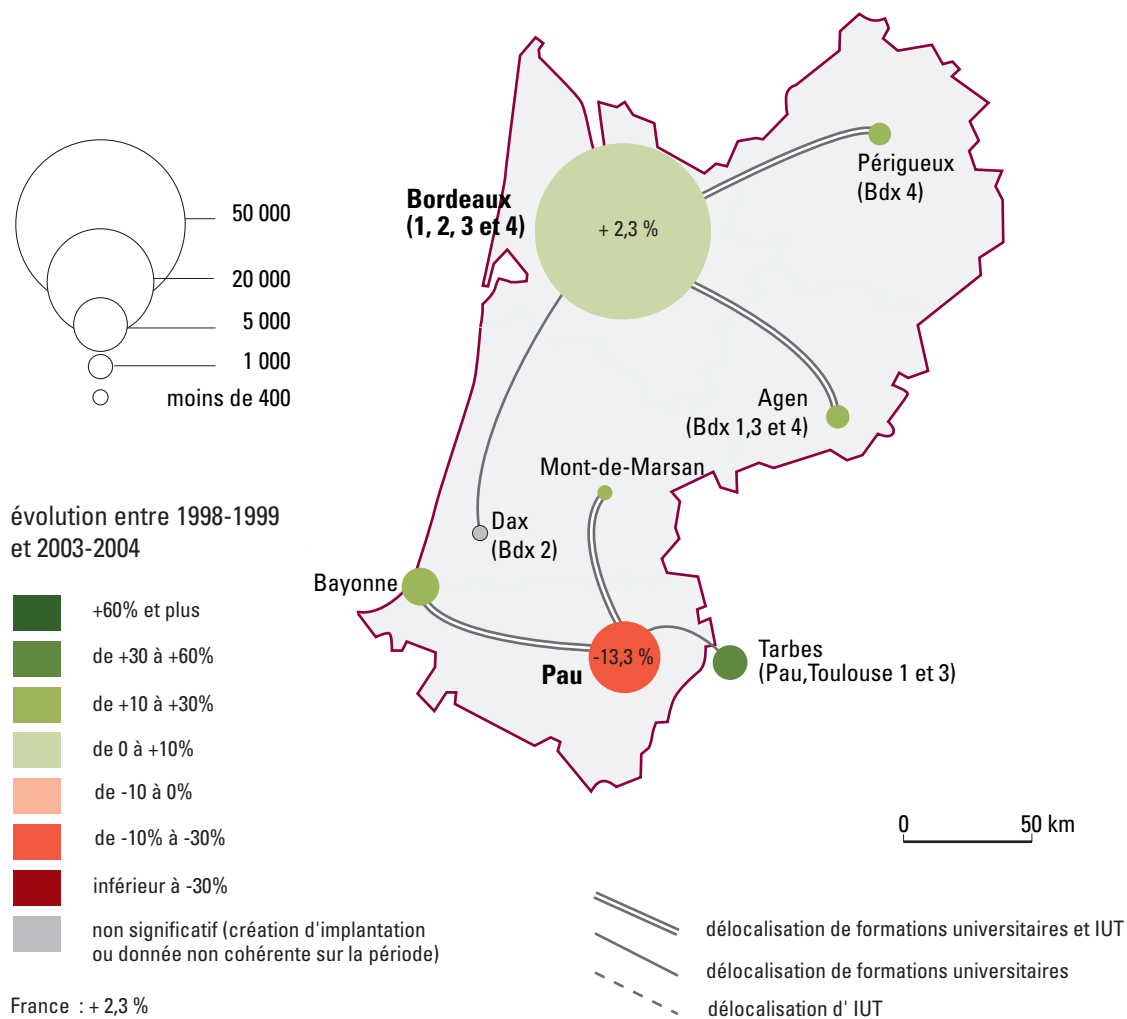 50 000
20 000
5 000
1 000
moins de 400
Bordeaux
(1, 2, 3 et 4)
+ 2,3 %
Périgueux
(Bdx 4)
Agen
(Bdx 1,3 et 4)
Mont-de-Marsan
Dax
(Bdx 2)
Bayonne
Pau
-13,3 %
Tarbes
(Pau,Toulouse 1 et 3)
évolution entre 1998-1999
et 2003-2004
+60% et plus
de +30 à +60%
de +10 à +30%
de 0 à +10%
de -10 à 0%
de -10% à -30%
inférieur à -30%
non significatif (création d'implantation
ou donnée non cohérente sur la période)
France : + 2,3 %
0 50 km
délocalisation de formations universitaires et IUT
délocalisation de formations universitaires
délocalisation d' IUT